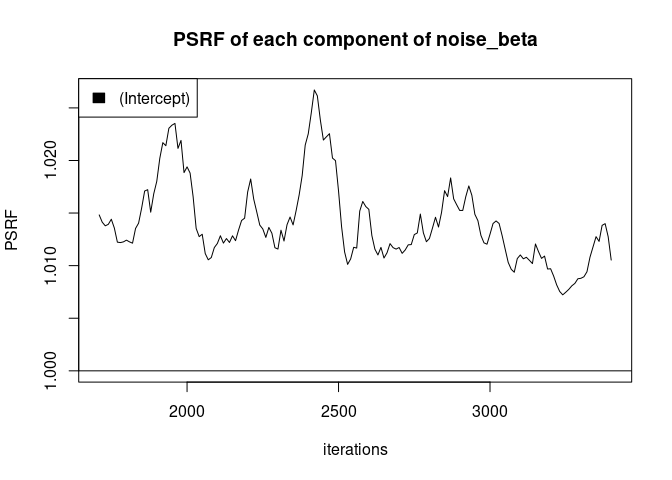 PSRF of each component of noise_beta
(Intercept)
PSRF
1.020
1.010
1.000
2000 2500 3000
iterations